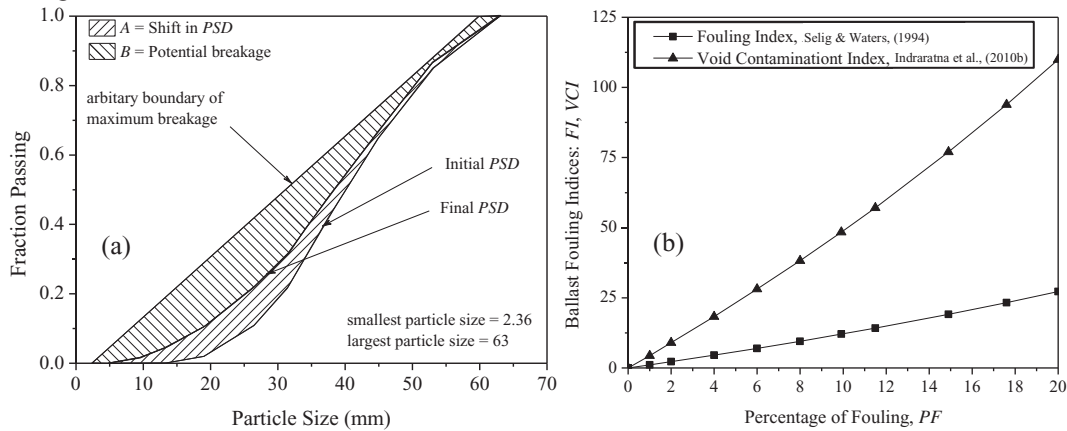 1.0
0.8
0.6
0.4
0.2
0.0
Fraction Passing
A = Shift in PSD
B = Potential breakage
arbitary boundary of
maximum breakage
Initial PSD
Final PSD
(a)
smallest particle size = 2.36
largest particle size = 63
0 10 20 30 40 50 60 70
Particle Size (mm)
125
100
75
50
25
0
Ballast Fouling Indices: FI, VCI
Fouling Index, Selig & Waters, (1994)
Void Contaminationt Index, Indraratna et al., (2010b)
(b)
0 2 4 6 8 10 12 14 16 18 20
Percentage of Fouling, PF